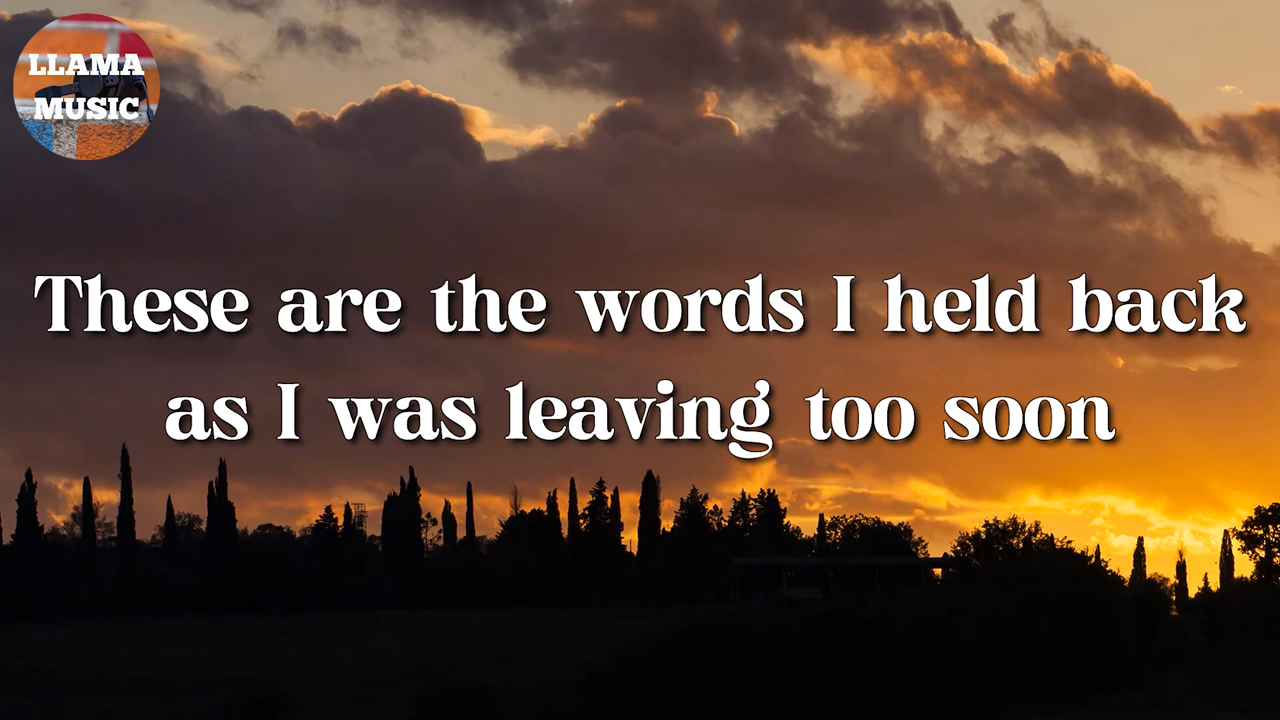 LLAMA
MUSIC
These are the words I held back
as I was leaving too soon